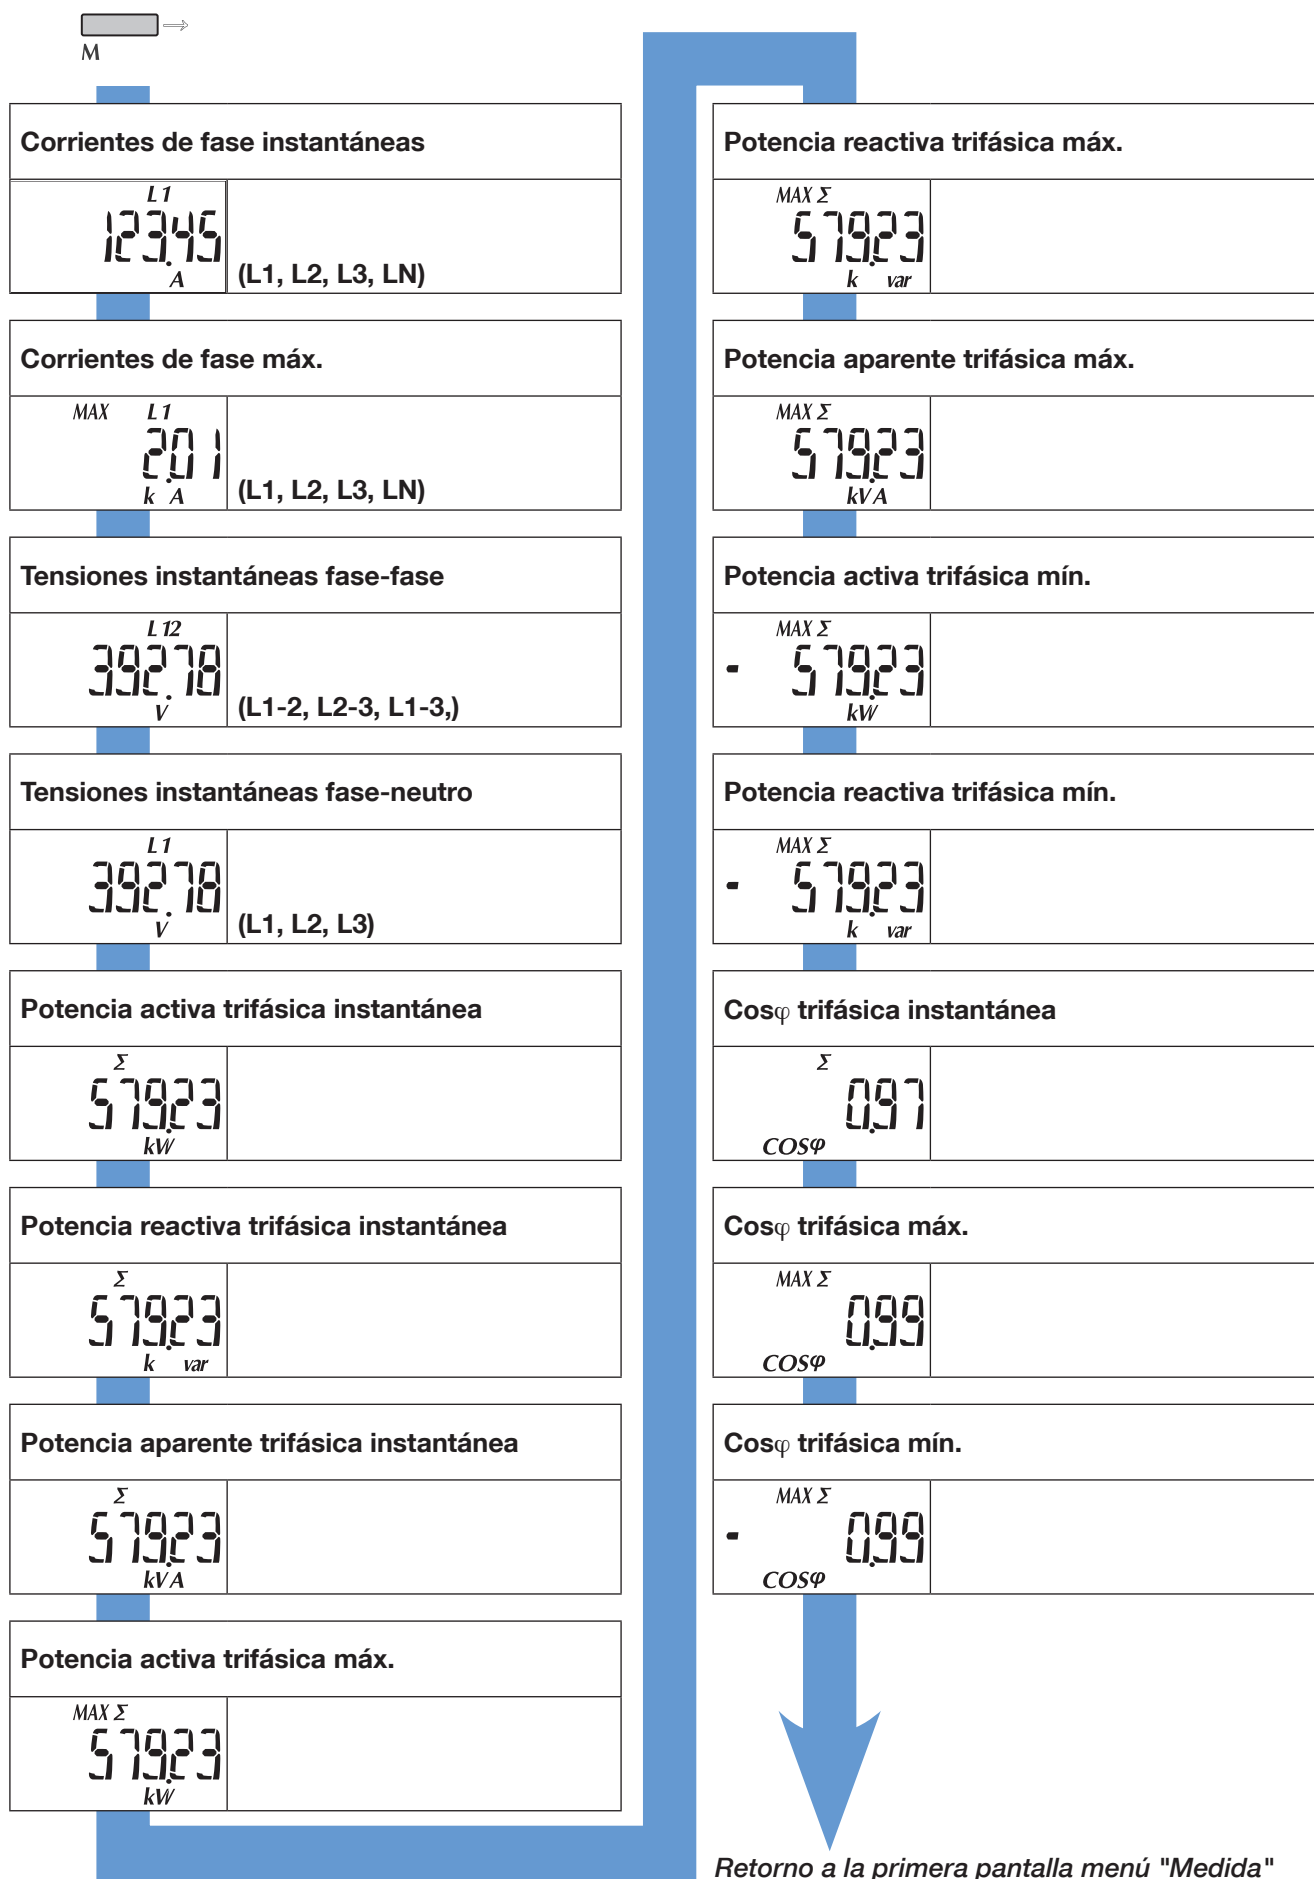 M
Corrientes de fase instantáneas
L1
123.45
A
(L1, L2, L3, LN)
Corrientes de fase máx.
MAX L1
2.01
k A
(L1, L2, L3, LN)
Tensiones instantáneas fase-fase
L12
392.78
V
(L1-2, L2-3, L1-3,)
Tensiones instantáneas fase-neutro
L1
392.78
V
(L1, L2, L3)
Potencia activa trifásica instantánea
Σ
579.23
kW
Potencia reactiva trifásica instantánea
Σ
579.23
k var
Potencia aparente trifásica instantánea
Σ
579.23
kVA
Potencia activa trifásica máx.
MAX Σ
579.23
kW
Potencia reactiva trifásica máx.
MAX Σ
579.23
k var
Potencia aparente trifásica máx.
MAX Σ
579.23
kVA
Potencia activa trifásica mín.
MAX Σ
- 579.23
kW
Potencia reactiva trifásica mín.
MAX Σ
- 579.23
k var
Cosφ trifásica instantánea
Σ
0.97
COSφ
Cosφ trifásica máx.
MAX Σ
0.99
COSφ
Cosφ trifásica mín.
MAX Σ
- 0.99
COSφ
Retorno a la primera pantalla menú "Medida"